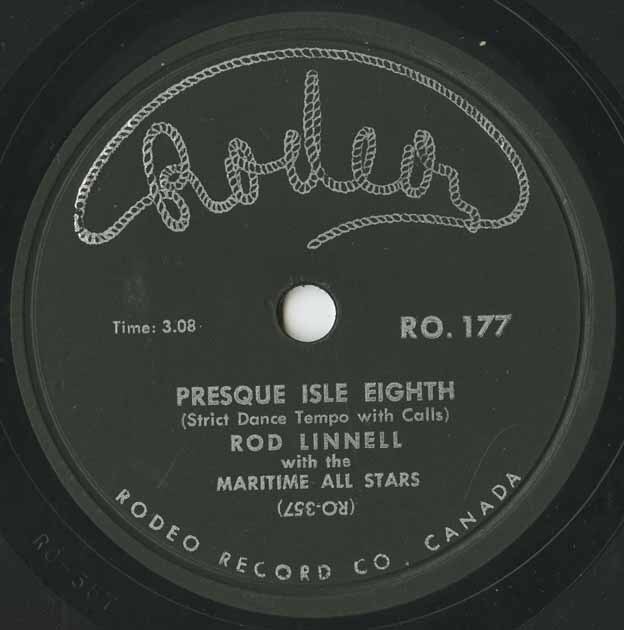 Rodeo
Time: 3.08
RO. 177
PRESQUE ISLE EIGHTH
(Strict Dance Tempo with Calls)
ROD LINNELL
with the
MARITIME ALL STARS
(RO-357)
RODEO RECORD CO., CANADA